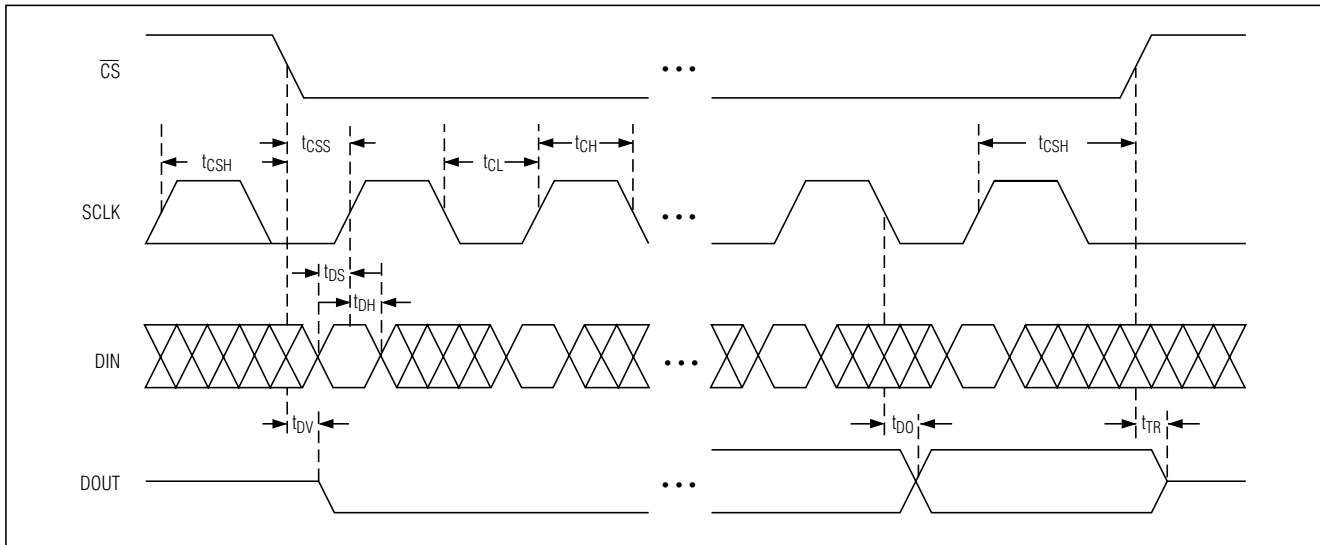 CS
•••
tCSH
tCSS
tCL
tCH
tCSH
SCLK
•••
tDS
tDH
DIN
•••
tDV
tDO
tTR
DOUT
•••